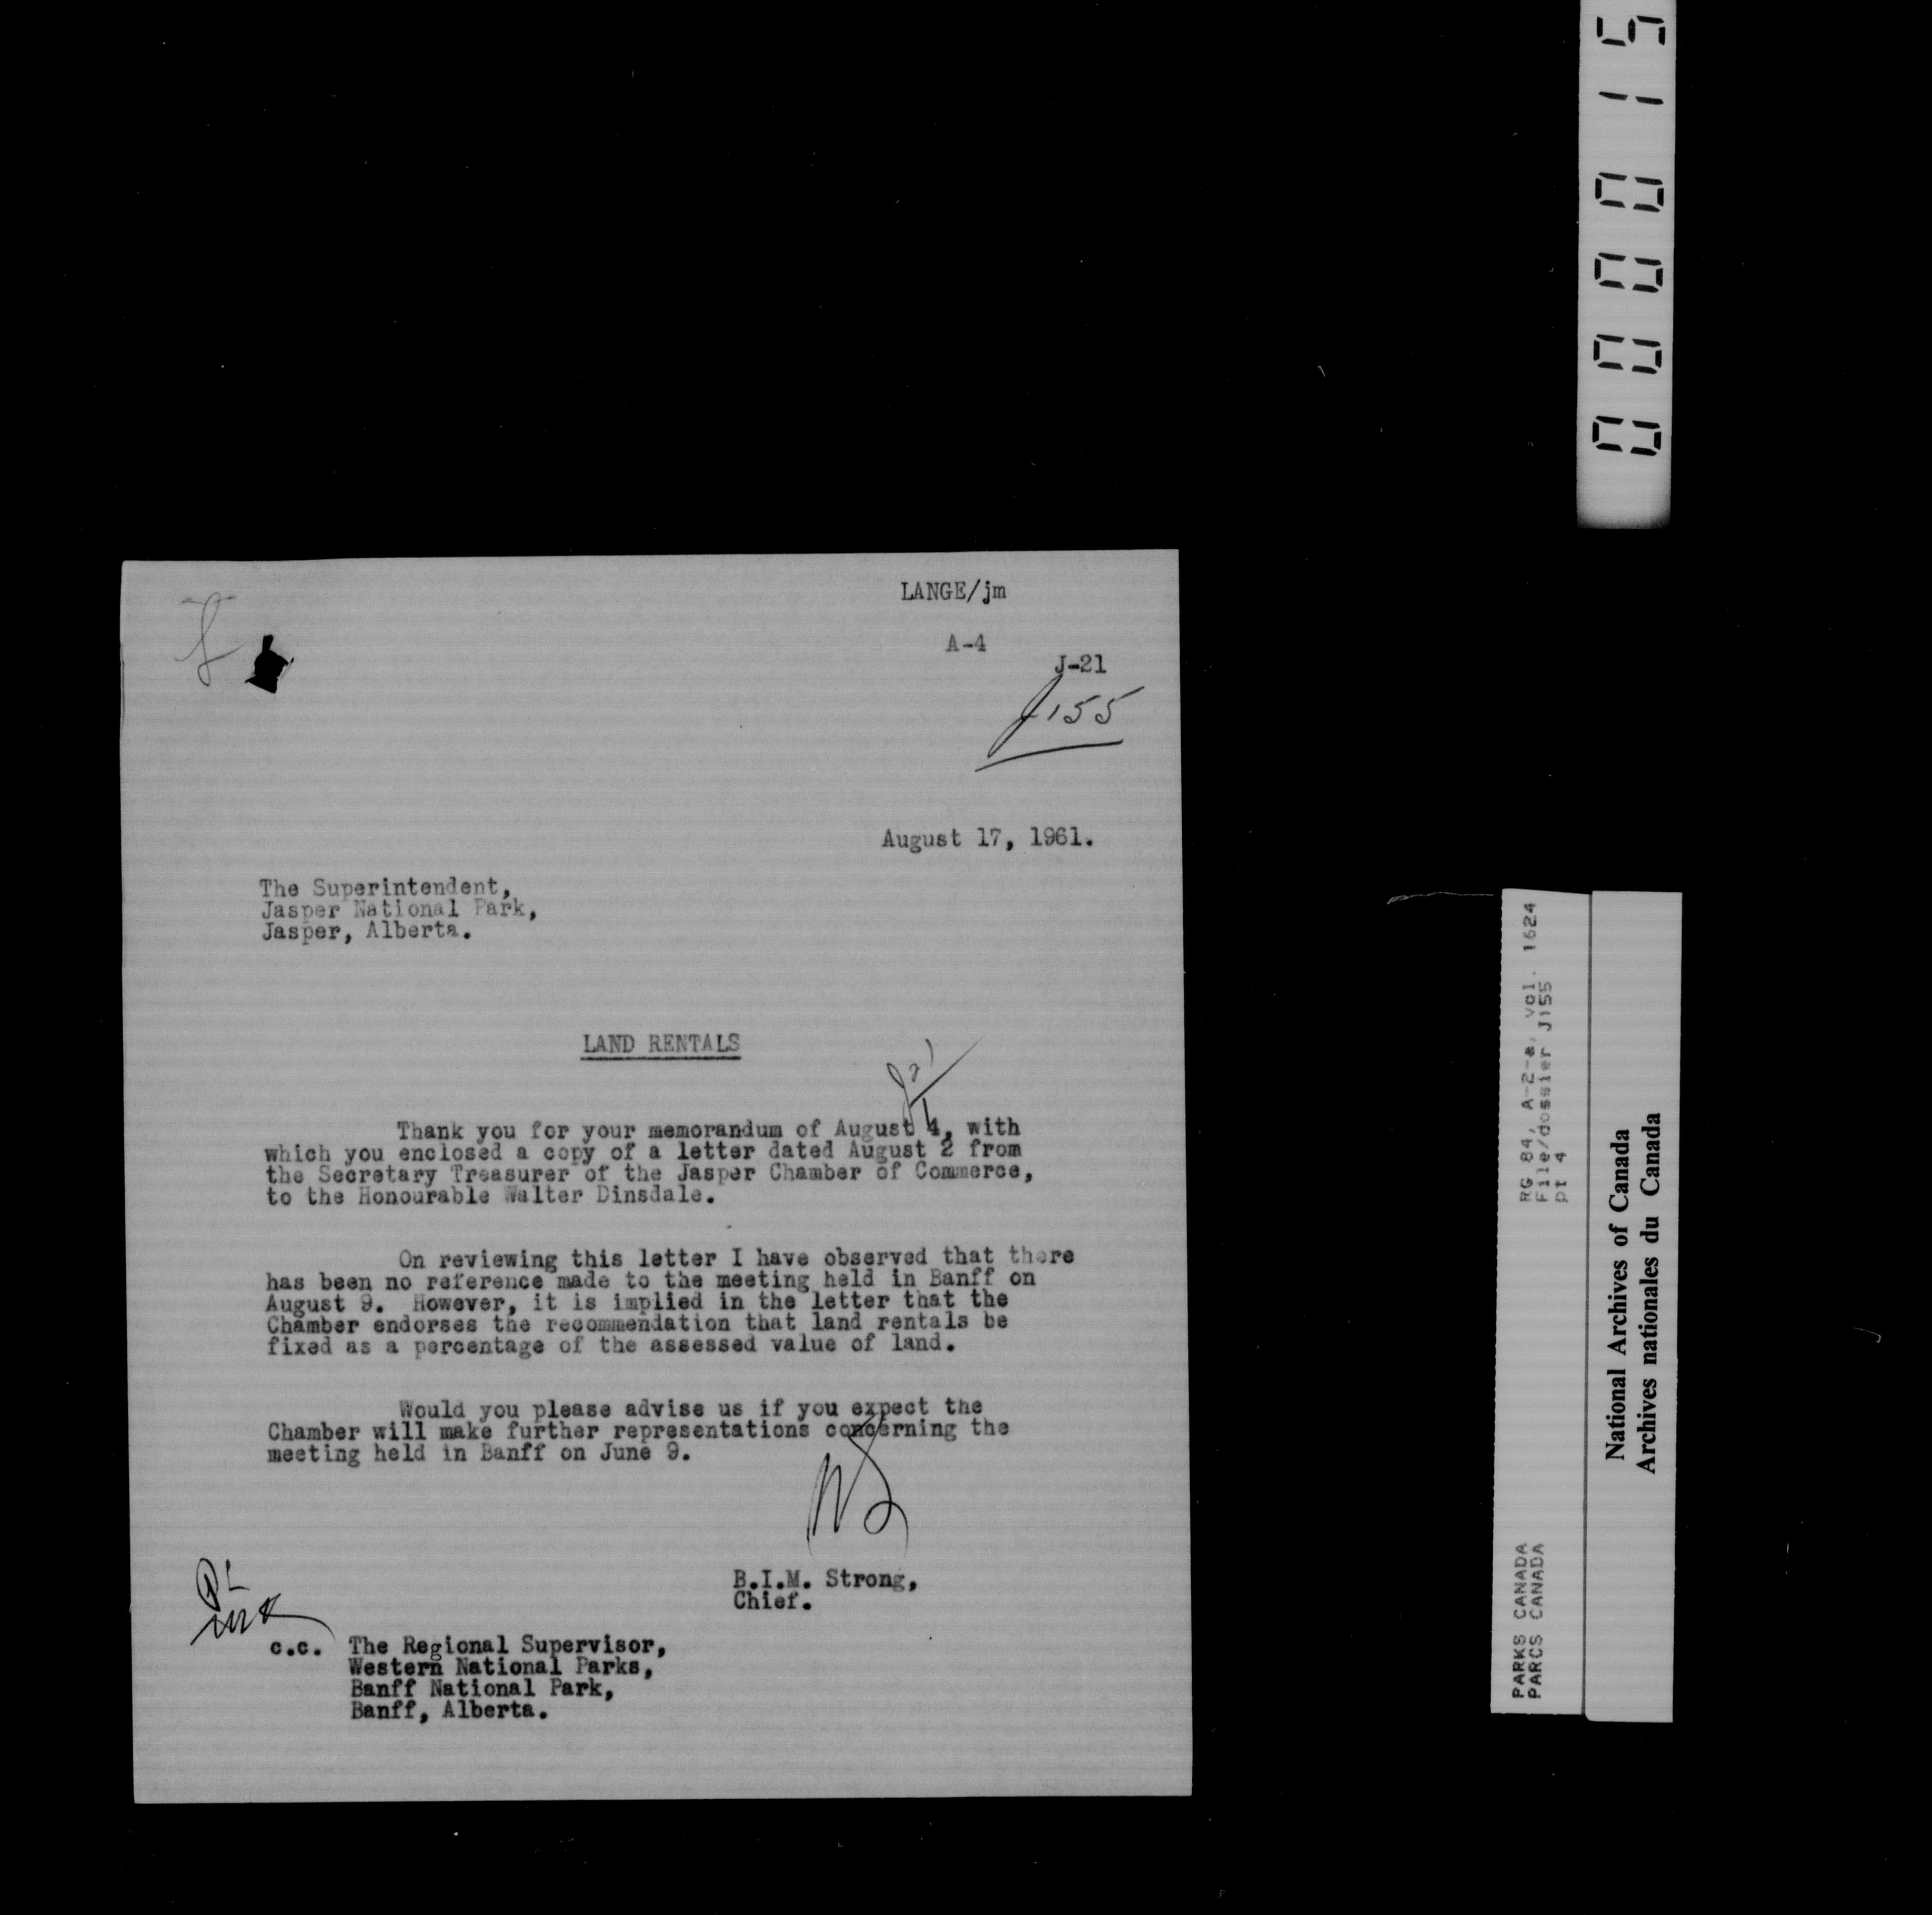 000015
LANGE/jm
A-4
J-21
J155
August 17, 1961.
The Superintendent,
Jasper National Park,
Jasper, Alberta.
LAND RENTALS
Thank you for your memorandum of August 4, with
which you enclosed a copy of a letter dated August 2 from
the Secretary Treasurer of the Jasper Chamber of Commerce,
to the Honourable Walter Dinsdale.
On reviewing this letter I have observed that there
has been no reference made to the meeting held in Banff on
August 9. However, it is implied in the letter that the
Chamber endorses the recommendation that land rentals be
fixed as a percentage of the assessed value of land.
Would you please advise us if you expect the
Chamber will make further representations concerning the
meeting held in Banff on June 9.
B.I.M. Strong,
Chief.
c.c. The Regional Supervisor,
Western National Parks,
Banff National Park,
Banff, Alberta.
PARKS CANADA
PARCS CANADA
RG 84, A-2-a, vol. 1624
File/dossier J155
pt 4
National Archives of Canada
Archives nationales du Canada